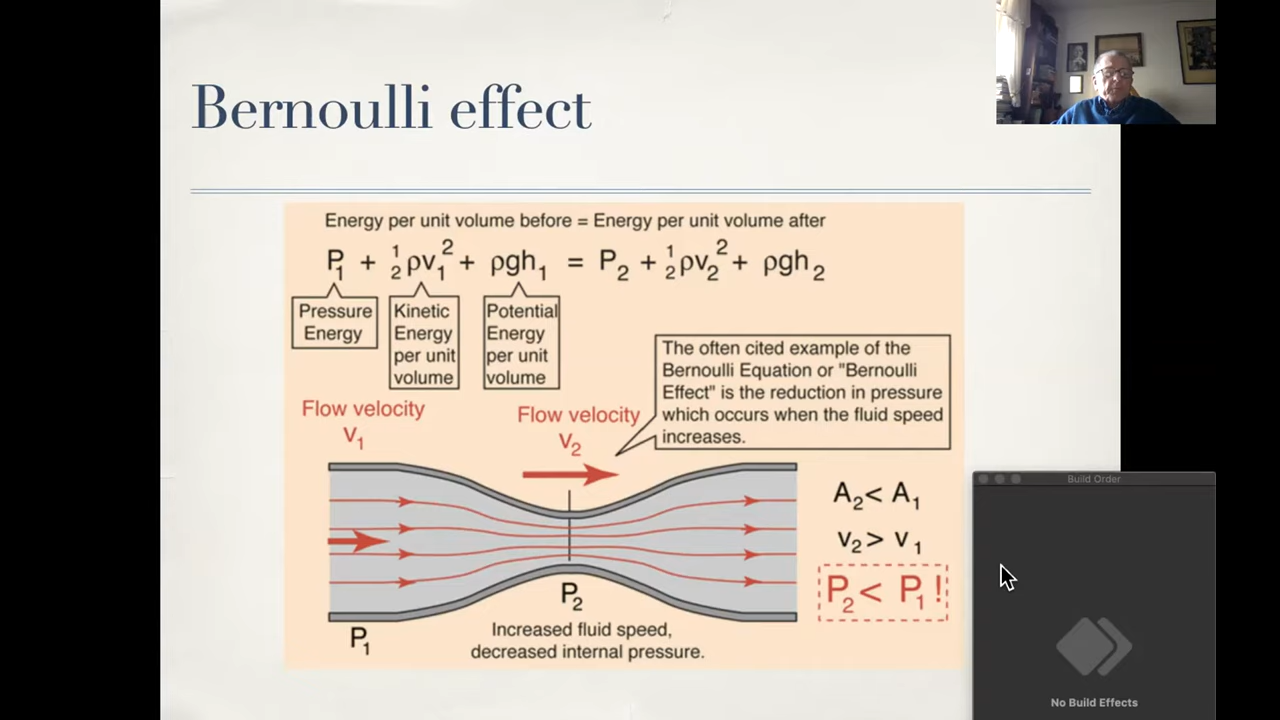 Bernoulli effect
Energy per unit volume before = Energy per unit volume after
P₁ + ½ρv₁² + ρgh₁ = P₂ + ½ρv₂² + ρgh₂
Pressure
Energy
Kinetic
Energy
per unit
volume
Potential
Energy
per unit
volume
The often cited example of the
Bernoulli Equation or "Bernoulli
Effect" is the reduction in pressure
which occurs when the fluid speed
increases.
Flow velocity
v₁
Flow velocity
v₂
A₂< A₁
v₂> v₁
P₂< P₁!
P₁
P₂
Increased fluid speed,
decreased internal pressure.
Build Order
No Build Effects